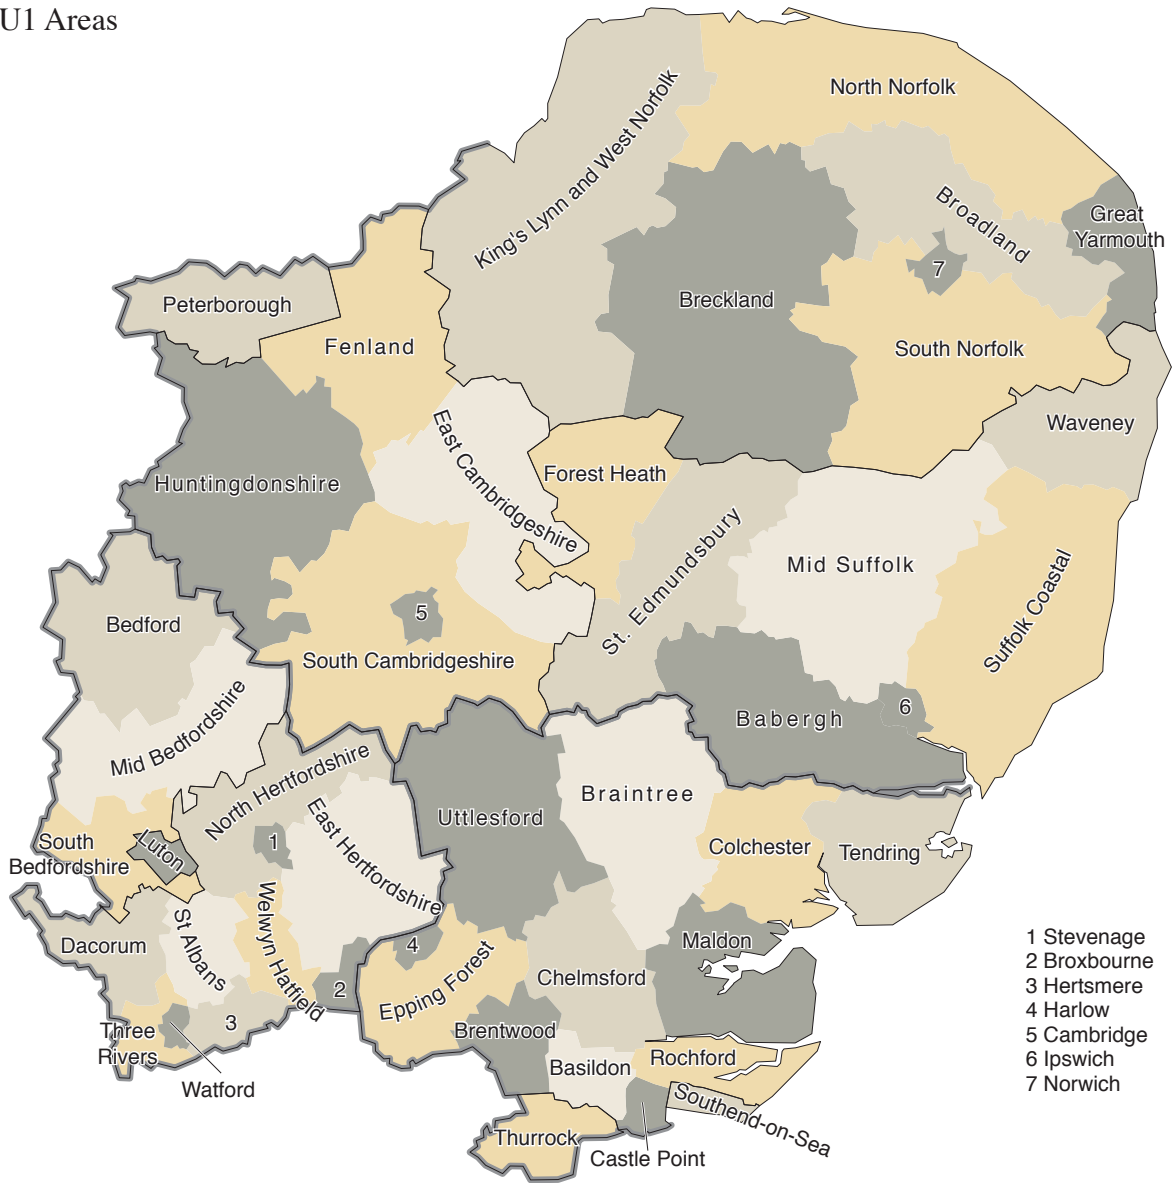 U1 Areas
North Norfolk
King's Lynn and West Norfolk
Broadland
Great
Yarmouth
7
Breckland
Peterborough
Fenland
South Norfolk
Waveney
East Cambridgeshire
Forest Heath
Huntingdonshire
St. Edmundsbury
Mid Suffolk
Suffolk Coastal
Bedford
5
South Cambridgeshire
Mid Bedfordshire
Babergh
6
North Hertfordshire
Braintree
Uttlesford
East Hertfordshire
1
South
Bedfordshire
Luton
Colchester
Tendring
Welwyn Hatfield
St Albans
Dacorum
4
Maldon
Epping Forest
Chelmsford
2
3
Three
Rivers
Brentwood
Basildon
Rochford
Watford
Southend-on-Sea
Thurrock
Castle Point
1 Stevenage
2 Broxbourne
3 Hertsmere
4 Harlow
5 Cambridge
6 Ipswich
7 Norwich